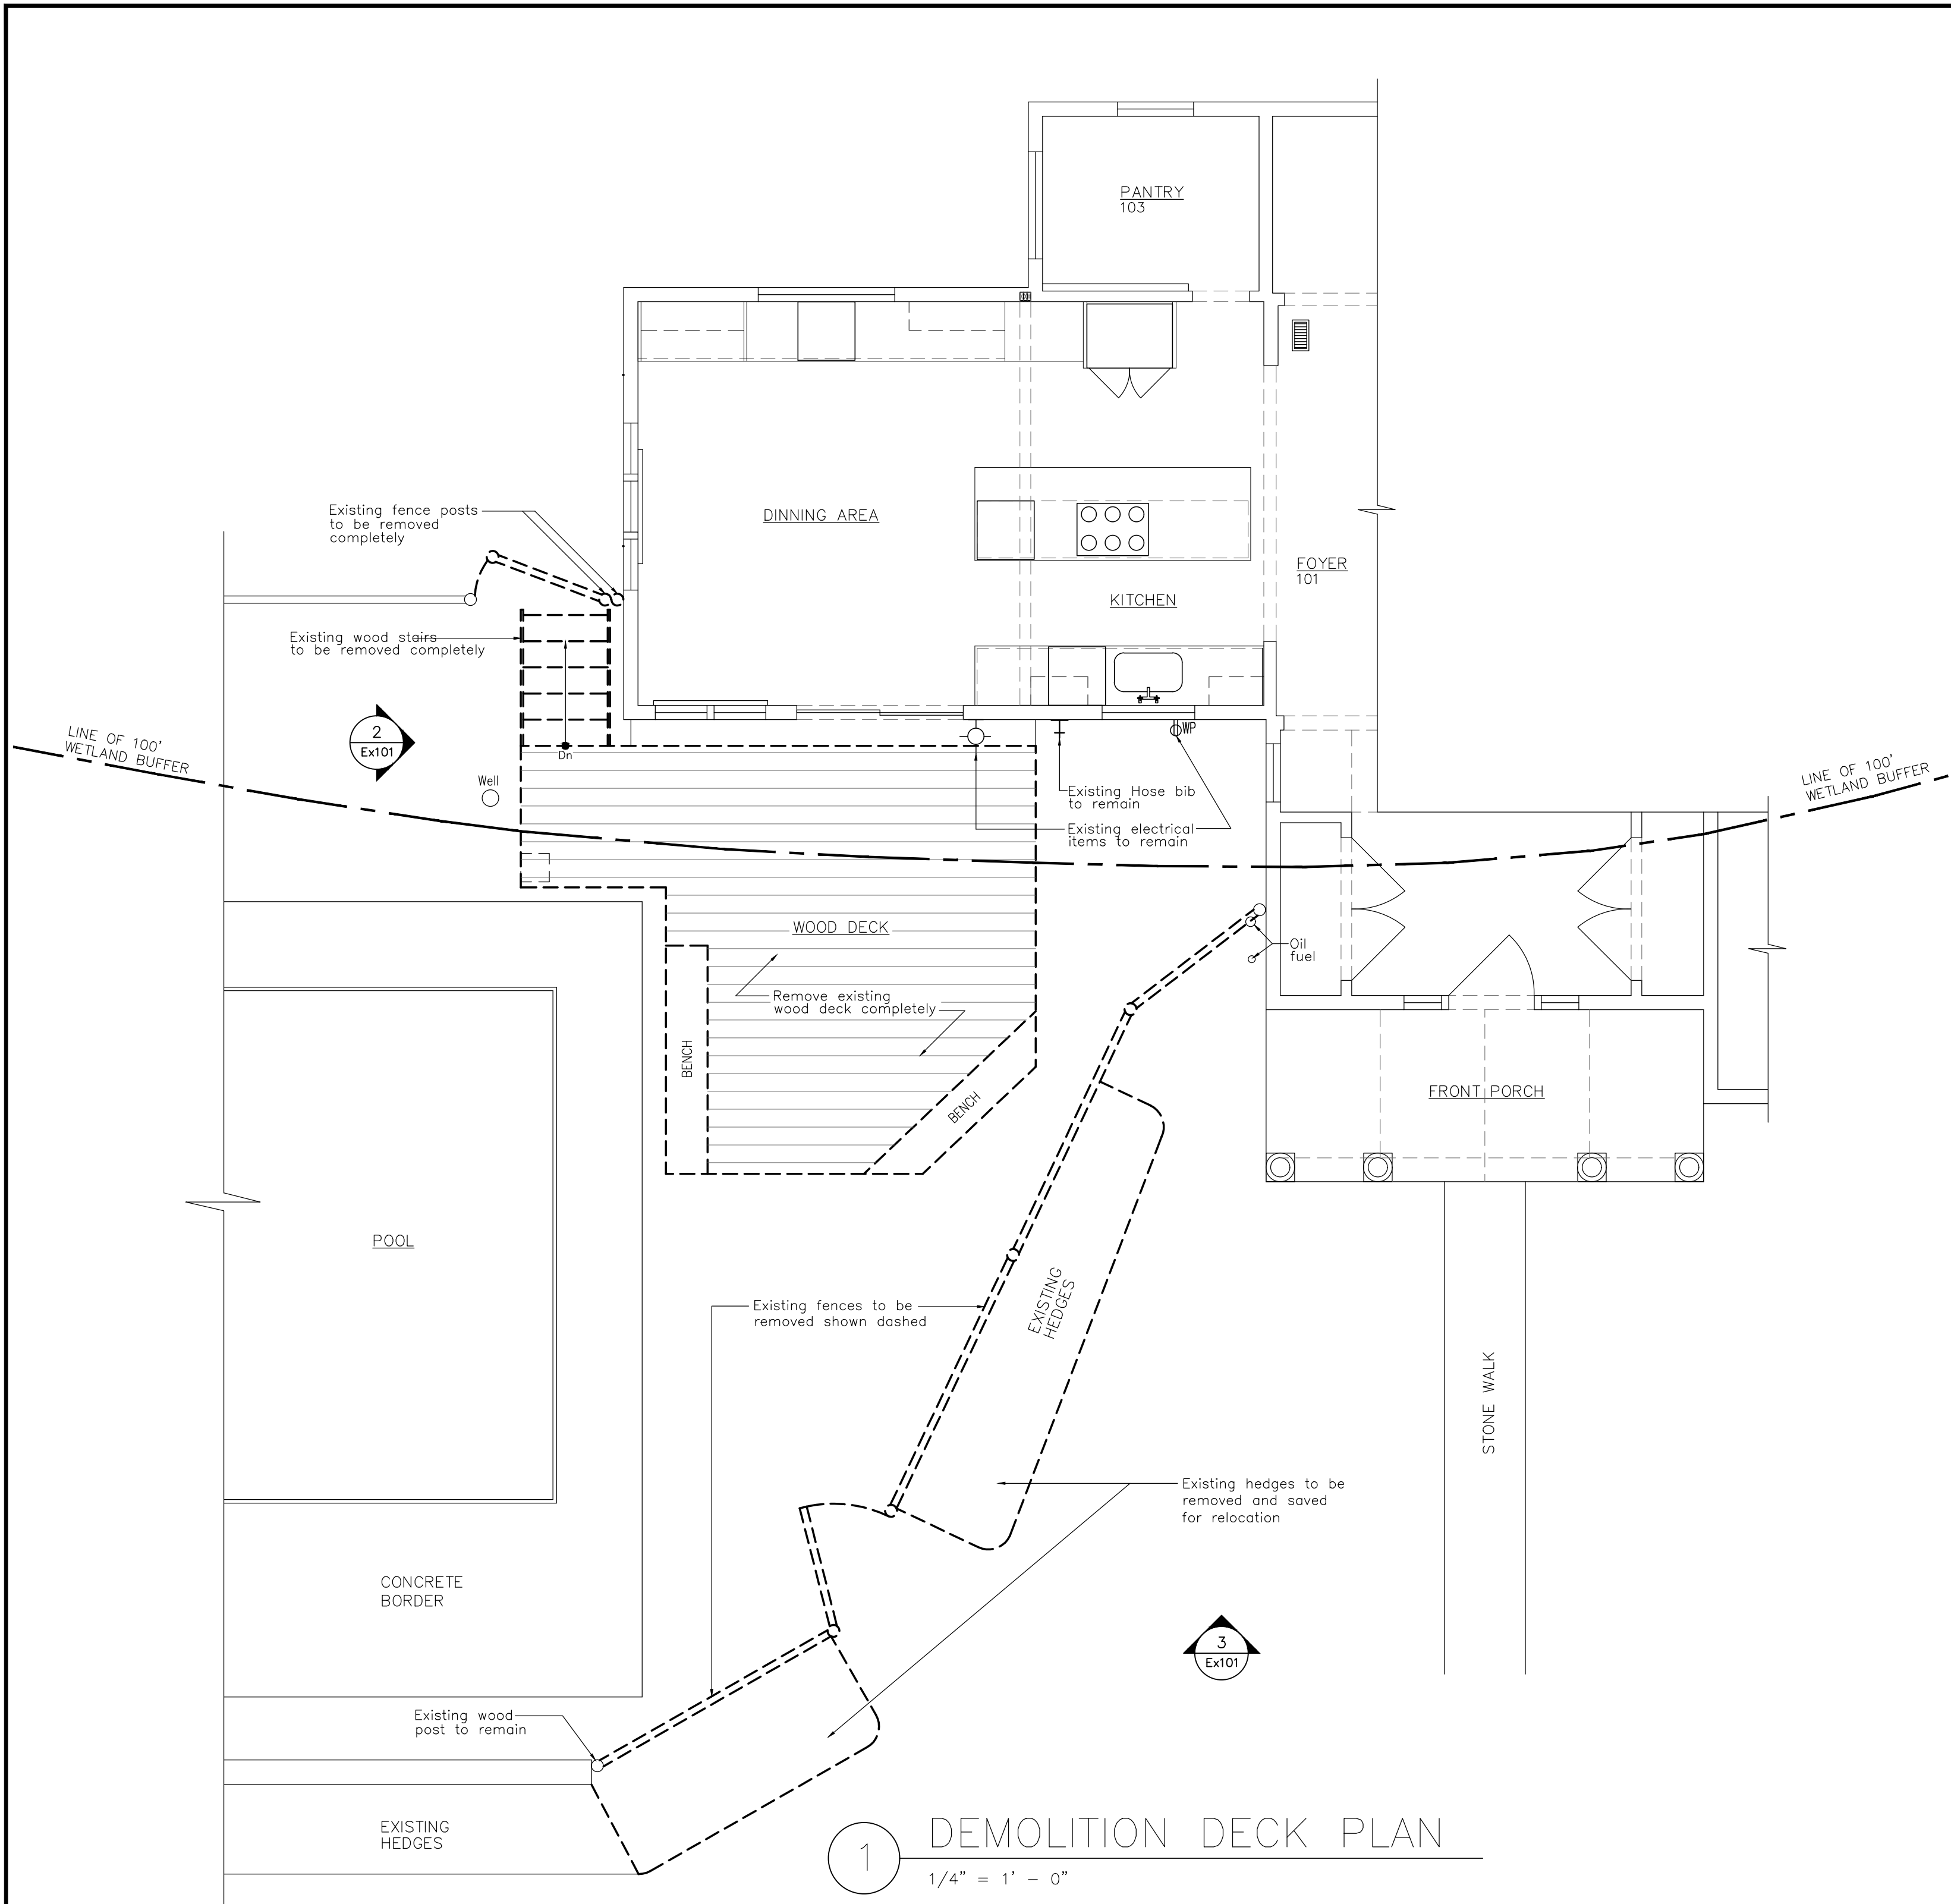 PANTRY
103
DINNING AREA
Existing fence posts
to be removed
completely
FOYER
101
KITCHEN
Existing wood stairs
to be removed completely
LINE OF 100'
WETLAND BUFFER
2
Ex101
Dn
Well
WP
Existing Hose bib
to remain
Existing electrical
items to remain
LINE OF 100'
WETLAND BUFFER
WOOD DECK
Oil
fuel
Remove existing
wood deck completely
BENCH
BENCH
FRONT PORCH
POOL
EXISTING
HEDGES
Existing fences to be
removed shown dashed
STONE WALK
Existing hedges to be
removed and saved
for relocation
CONCRETE
BORDER
3
Ex101
Existing wood
post to remain
EXISTING
HEDGES
1
DEMOLITION DECK PLAN
1/4" = 1' - 0"